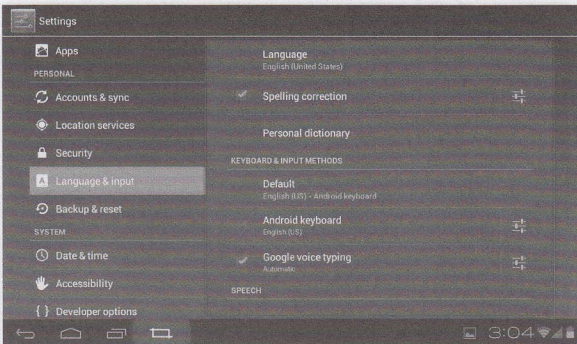 Settings
Apps
PERSONAL
Accounts & sync
Location services
Security
Language & input
Backup & reset
SYSTEM
Date & time
Accessibility
{ } Developer options
Language
English (United States)
Spelling correction
Personal dictionary
KEYBOARD & INPUT METHODS
Default
English (US) - Android keyboard
Android keyboard
English (US)
Google voice typing
Automatic
SPEECH
3:04